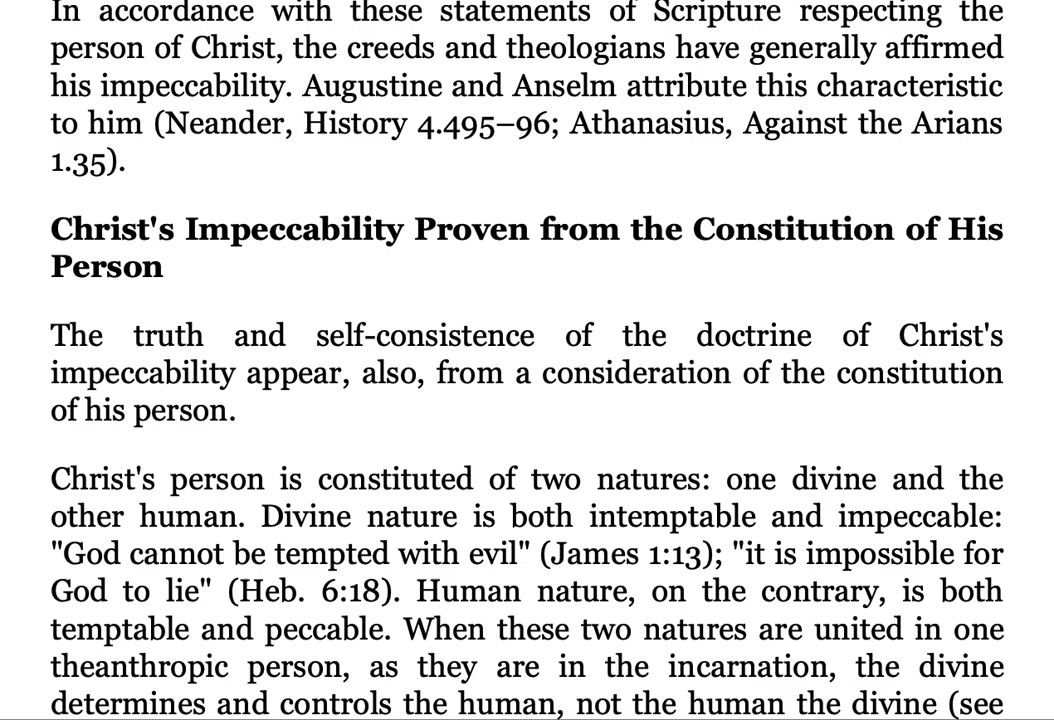 In accordance with these statements of Scripture respecting the
person of Christ, the creeds and theologians have generally affirmed
his impeccability. Augustine and Anselm attribute this characteristic
to him (Neander, History 4.495–96; Athanasius, Against the Arians
1.35).
Christ's Impeccability Proven from the Constitution of His
Person
The truth and self-consistence of the doctrine of Christ's
impeccability appear, also, from a consideration of the constitution
of his person.
Christ's person is constituted of two natures: one divine and the
other human. Divine nature is both intemptable and impeccable:
"God cannot be tempted with evil" (James 1:13); "it is impossible for
God to lie" (Heb. 6:18). Human nature, on the contrary, is both
temptable and peccable. When these two natures are united in one
theanthropic person, as they are in the incarnation, the divine
determines and controls the human, not the human the divine (see